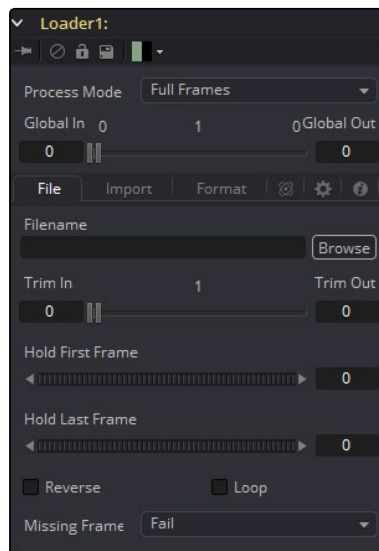 Loader1:
Process Mode Full Frames
Global In 0 1 0 Global Out
0 0
File Import Format
Filename
Browse
Trim In 1 Trim Out
0 0
Hold First Frame
0
Hold Last Frame
0
Reverse Loop
Missing Frame Fail